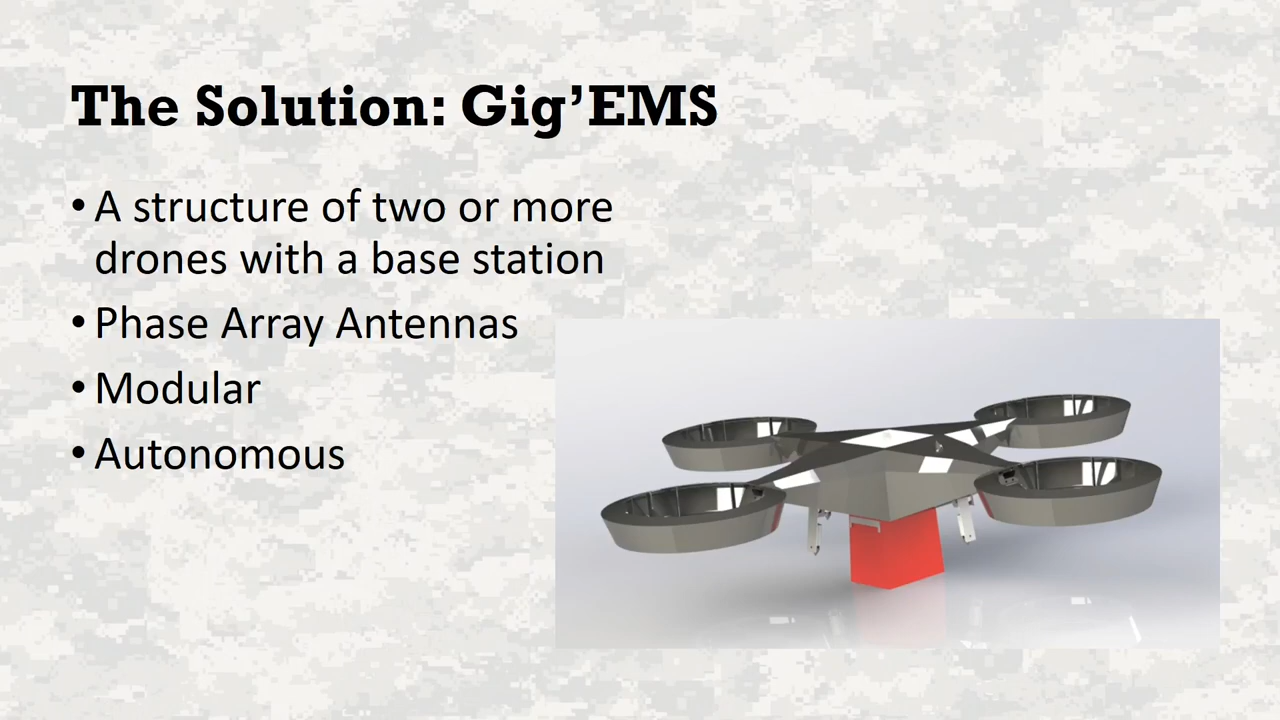 The Solution: Gig’EMS
• A structure of two or more
drones with a base station
• Phase Array Antennas
• Modular
• Autonomous